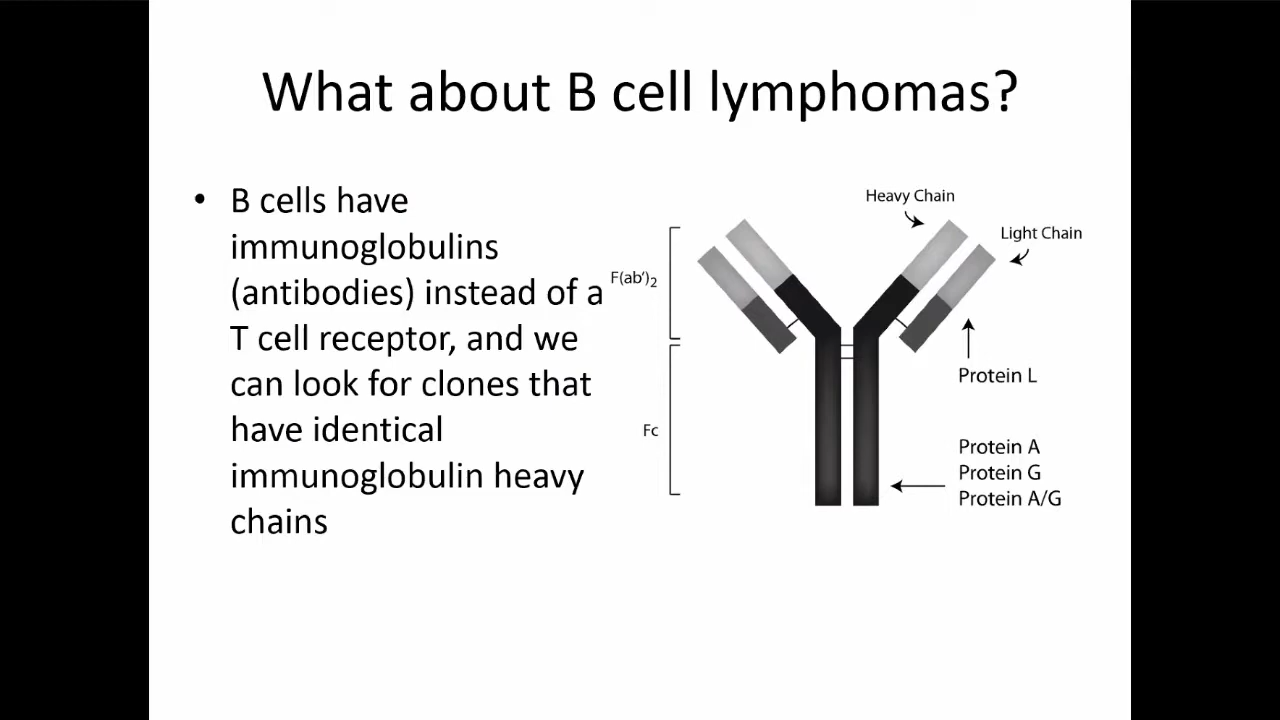 What about B cell lymphomas?
• B cells have
immunoglobulins
(antibodies) instead of a
T cell receptor, and we
can look for clones that
have identical
immunoglobulin heavy
chains
Heavy Chain
Light Chain
F(ab')2
Protein L
Fc
Protein A
Protein G
Protein A/G